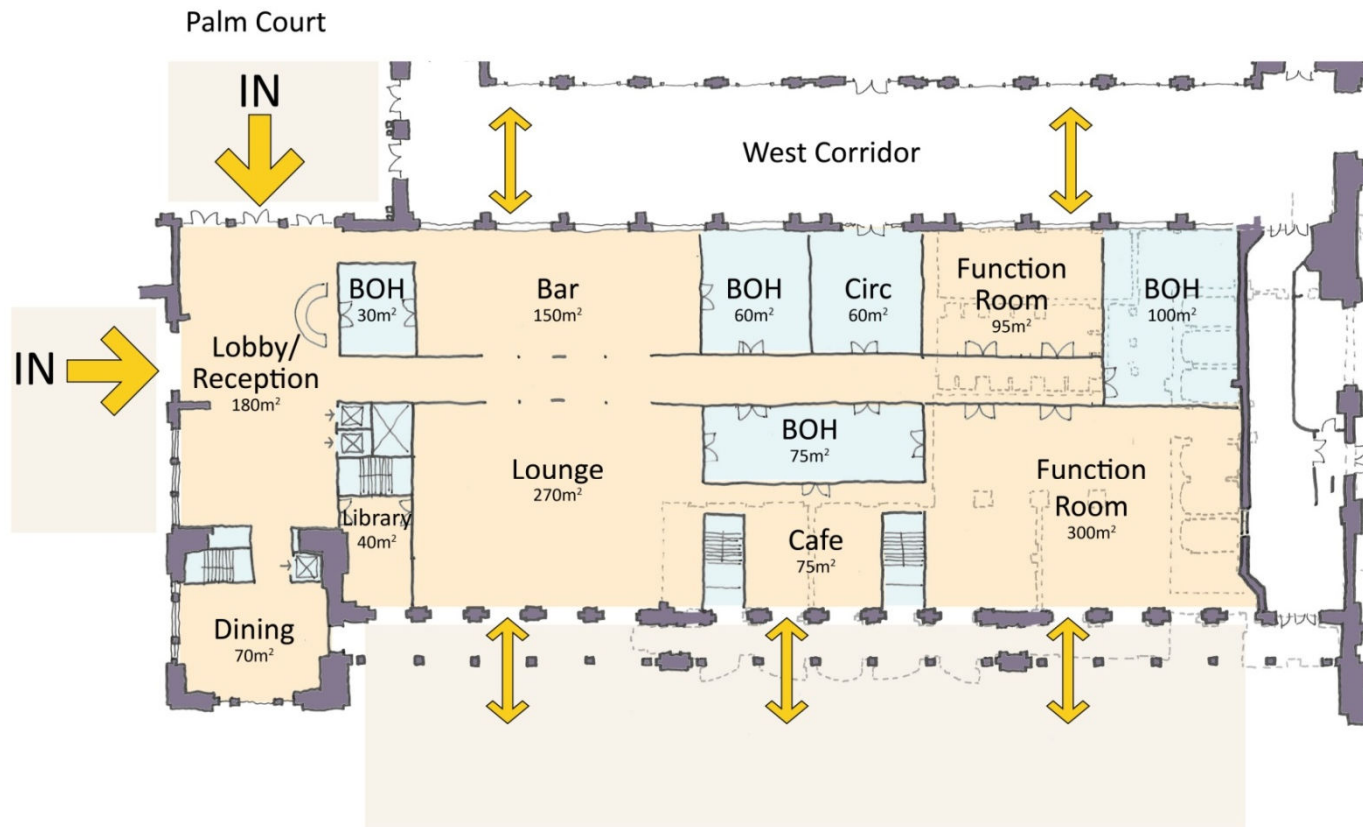 Palm Court
IN
West Corridor
BOH
30m²
Bar
150m²
BOH
60m²
Circ
60m²
Function
Room
95m²
BOH
100m²
IN
Lobby/
Reception
180m²
BOH
75m²
Lounge
270m²
Function
Room
300m²
Library
40m²
Cafe
75m²
Dining
70m²